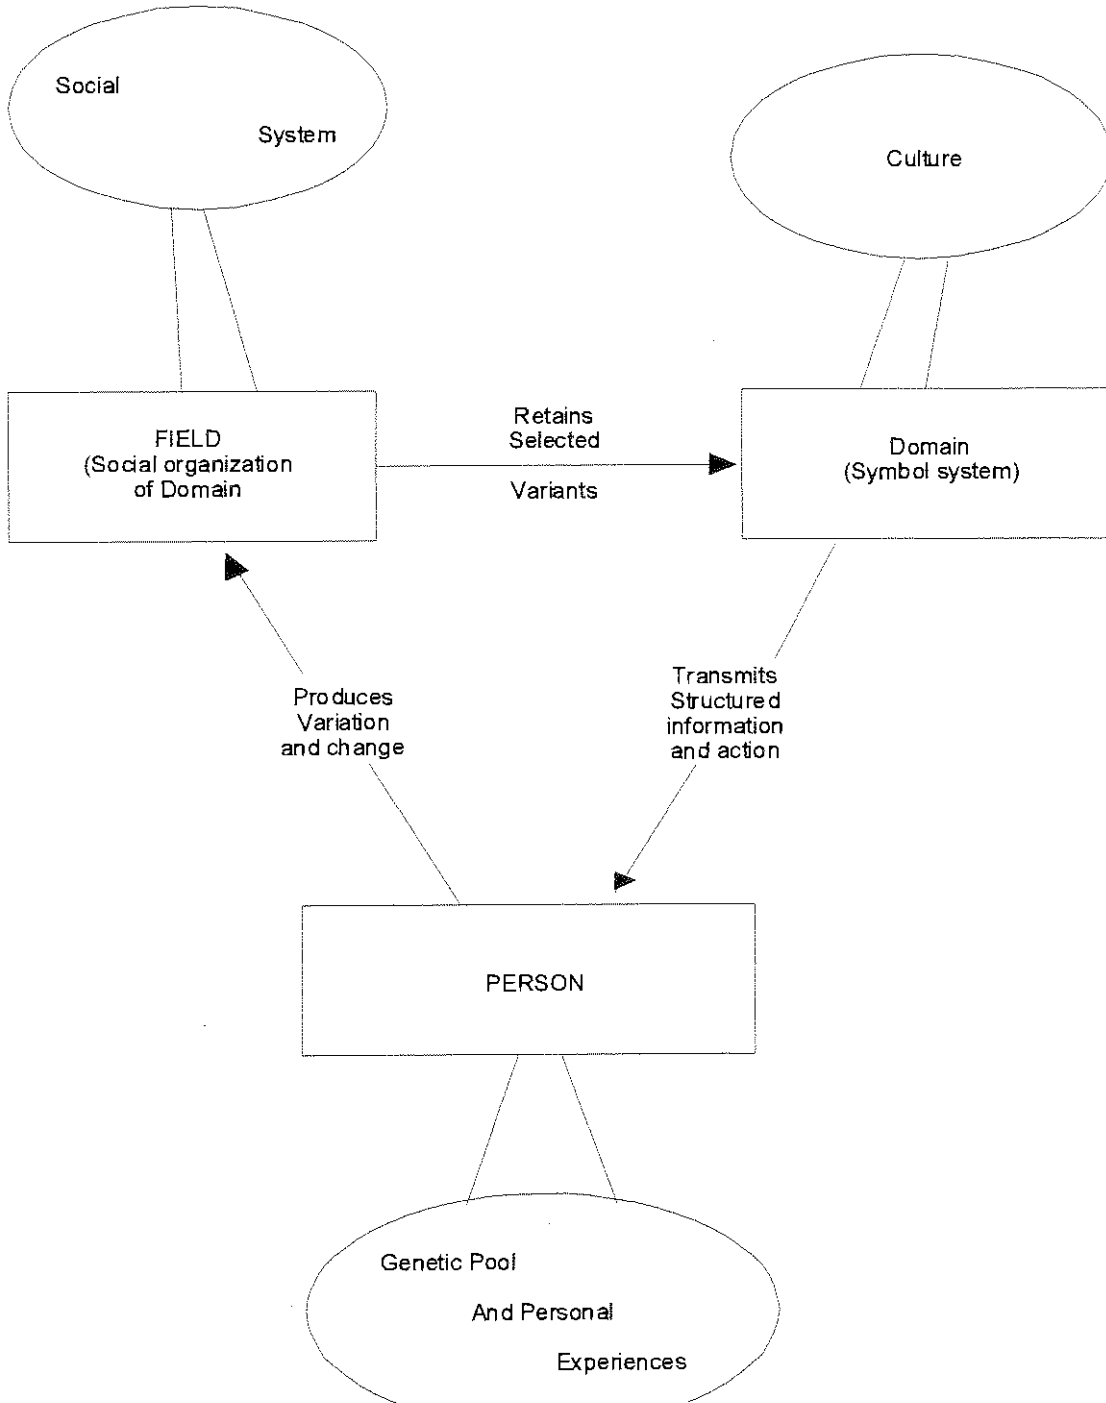 Social
System
Culture
FIELD
(Social organization
of Domain
Retains
Selected
Variants
Domain
(Symbol system)
Produces
Variation
and change
Transmits
Structured
information
and action
PERSON
Genetic Pool
And Personal
Experiences